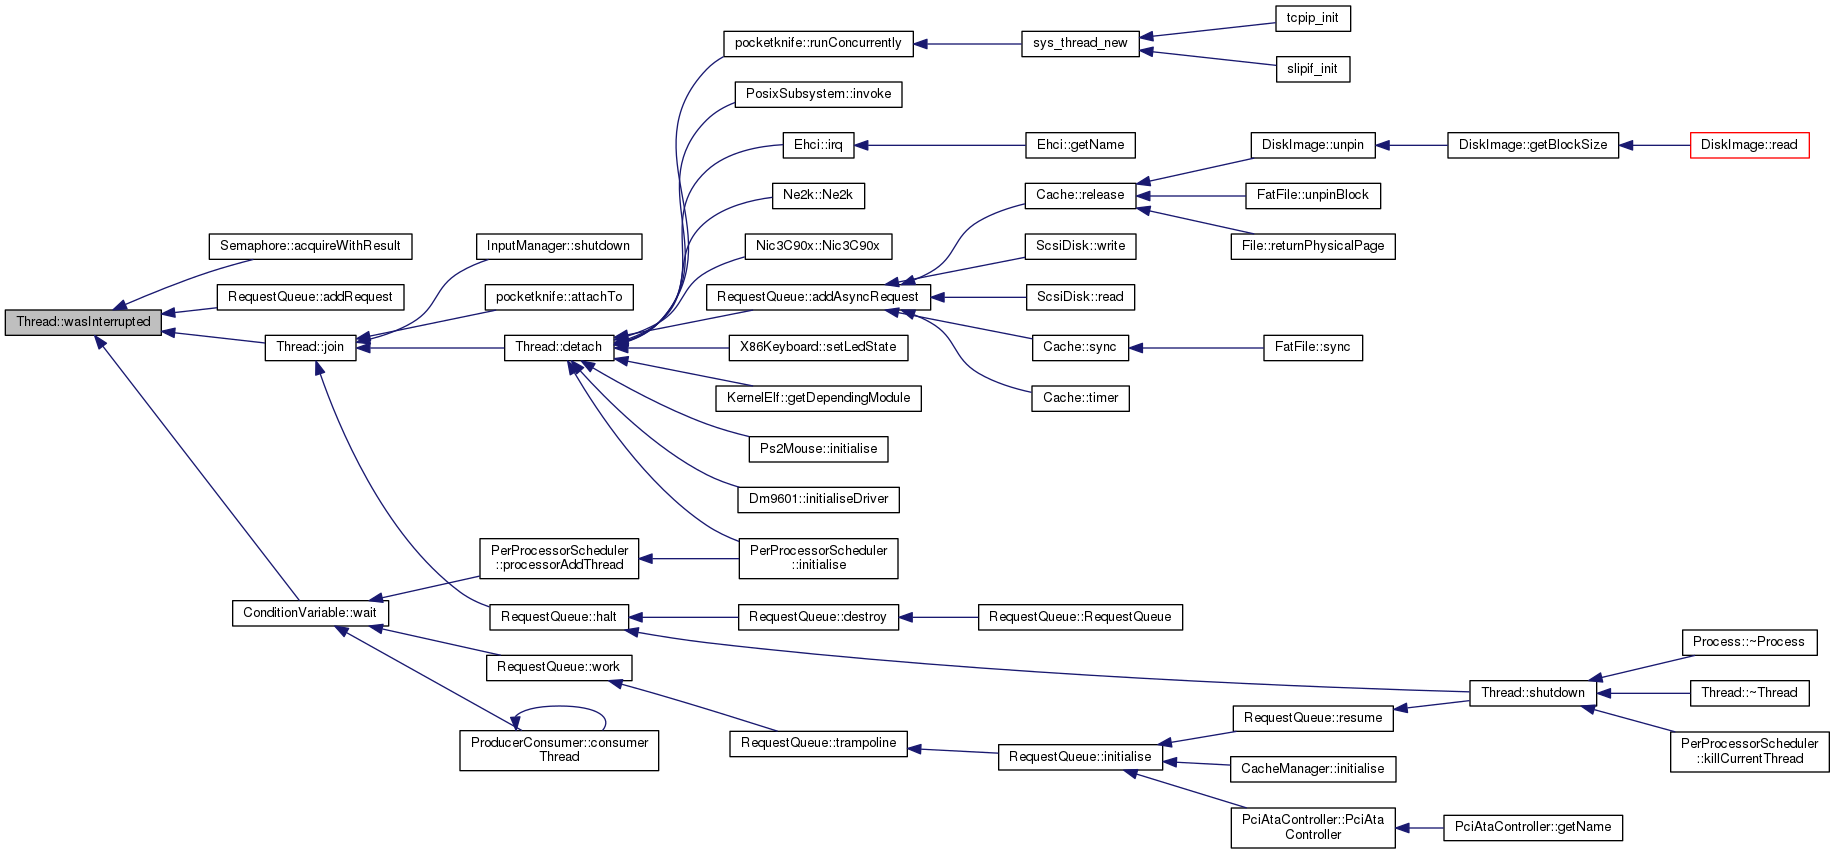 tcpip_init
pocketknife::runConcurrently
sys_thread_new
slipif_init
PosixSubsystem::invoke
Ehci::irq
Ehci::getName
DiskImage::unpin
DiskImage::getBlockSize
DiskImage::read
Ne2k::Ne2k
Cache::release
FatFile::unpinBlock
Semaphore::acquireWithResult
InputManager::shutdown
Nic3C90x::Nic3C90x
ScsiDisk::write
File::returnPhysicalPage
RequestQueue::addRequest
pocketknife::attachTo
RequestQueue::addAsyncRequest
ScsiDisk::read
Thread::wasInterrupted
Thread::join
Thread::detach
X86Keyboard::setLedState
Cache::sync
FatFile::sync
KernelElf::getDependingModule
Cache::timer
Ps2Mouse::initialise
Dm9601::initialiseDriver
PerProcessorScheduler
::processorAddThread
PerProcessorScheduler
::initialise
ConditionVariable::wait
RequestQueue::halt
RequestQueue::destroy
RequestQueue::RequestQueue
RequestQueue::work
Process::~Process
Thread::shutdown
Thread::~Thread
RequestQueue::resume
ProducerConsumer::consumer
Thread
RequestQueue::trampoline
RequestQueue::initialise
PerProcessorScheduler
::killCurrentThread
CacheManager::initialise
PciAtaController::PciAta
Controller
PciAtaController::getName